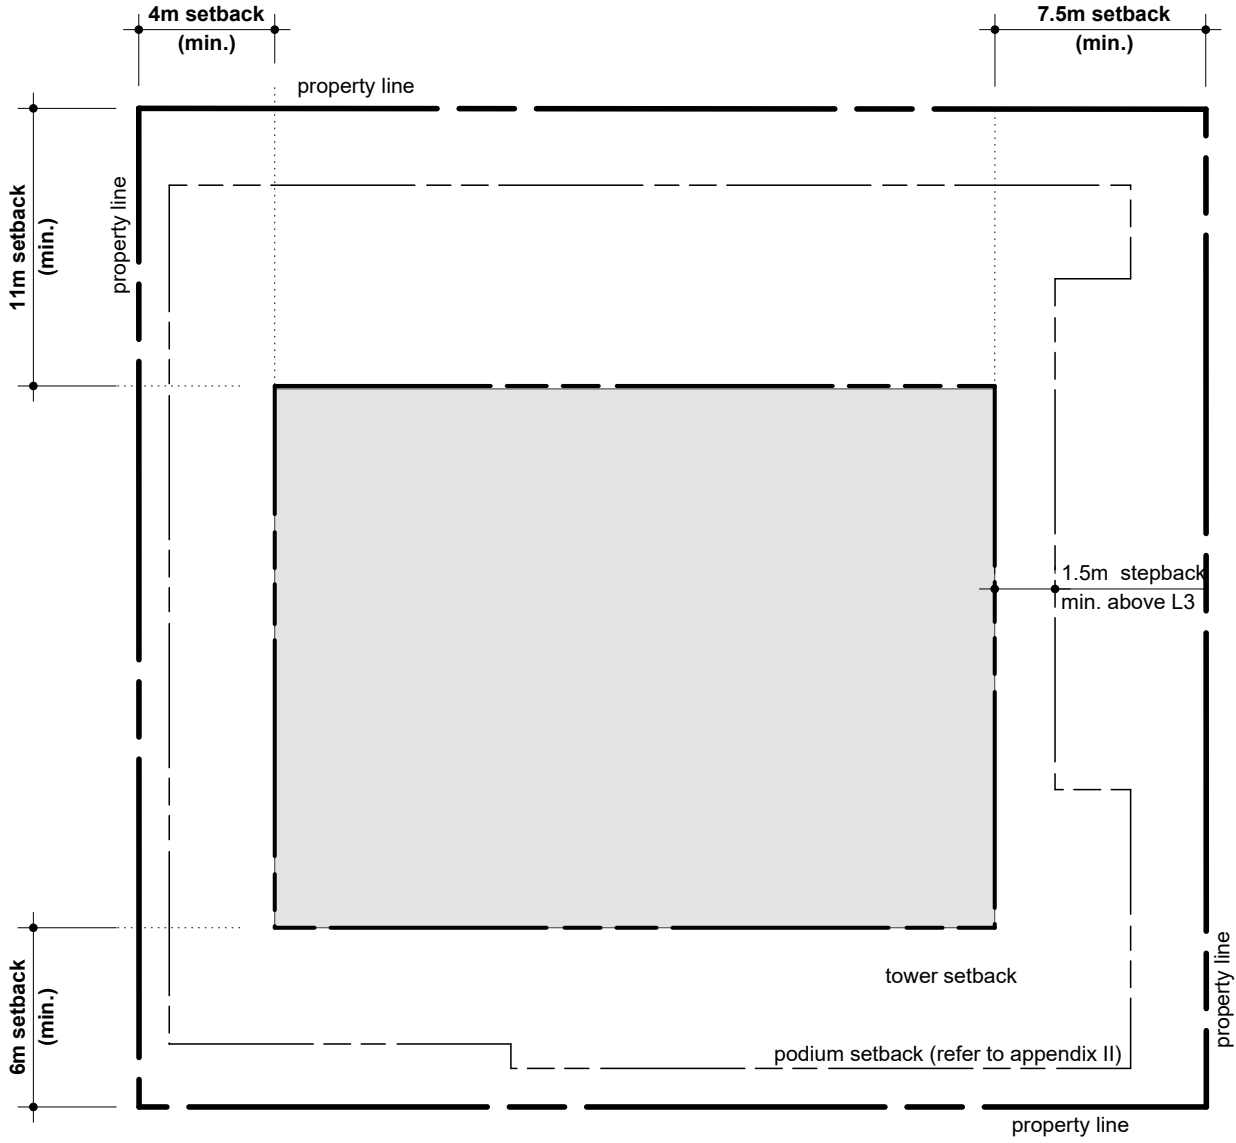 4m setback
(min.)
7.5m setback
(min.)
property line
property line
11m setback
(min.)
1.5m stepback
min. above L3
tower setback
property line
6m setback
(min.)
podium setback (refer to appendix II)
property line